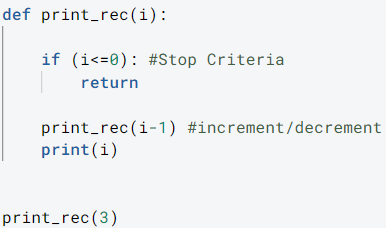 def print_rec(i):
if (i<=0): #Stop Criteria
return
print_rec(i-1) #increment/decrement
print(i)
print_rec(3)